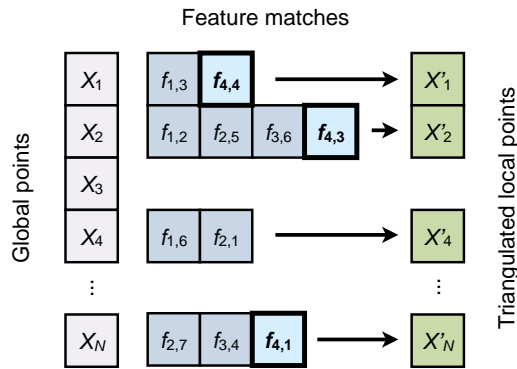 Feature matches
Global points
X1 f1,3 f4,4 X'1
X2 f1,2 f2,5 f3,6 f4,3 X'2
X3
X4 f1,6 f2,1 X'4
⋮ ⋮
XN f2,7 f3,4 f4,1 X'N
Triangulated local points